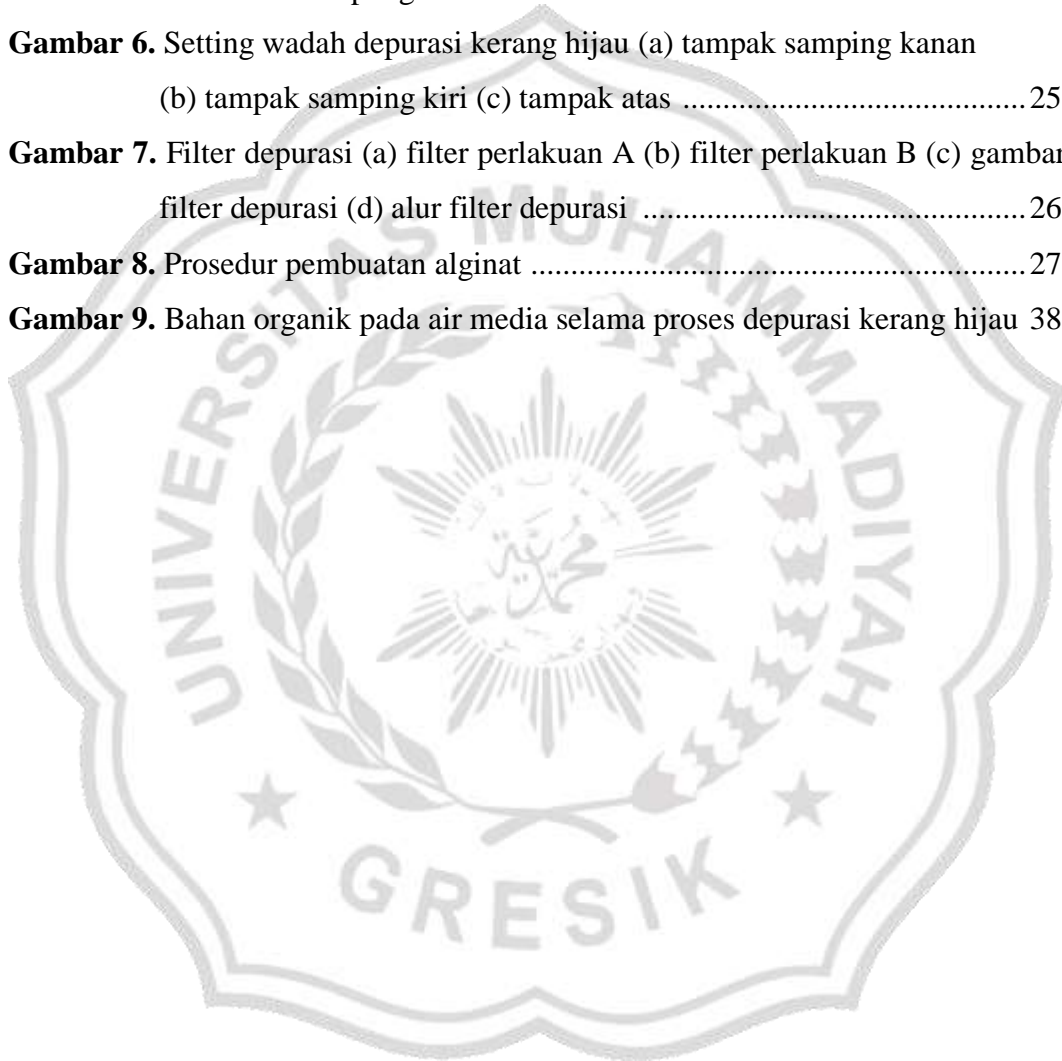 Gambar 6. Setting wadah depurasi kerang hijau (a) tampak samping kanan
(b) tampak samping kiri (c) tampak atas ........................................25
Gambar 7. Filter depurasi (a) filter perlakuan A (b) filter perlakuan B (c) gambar
filter depurasi (d) alur filter depurasi ............................................26
Gambar 8. Prosedur pembuatan alginat .........................................................27
Gambar 9. Bahan organik pada air media selama proses depurasi kerang hijau 38
UNIVERSITAS MUHAMMADIYAH
GRESIK